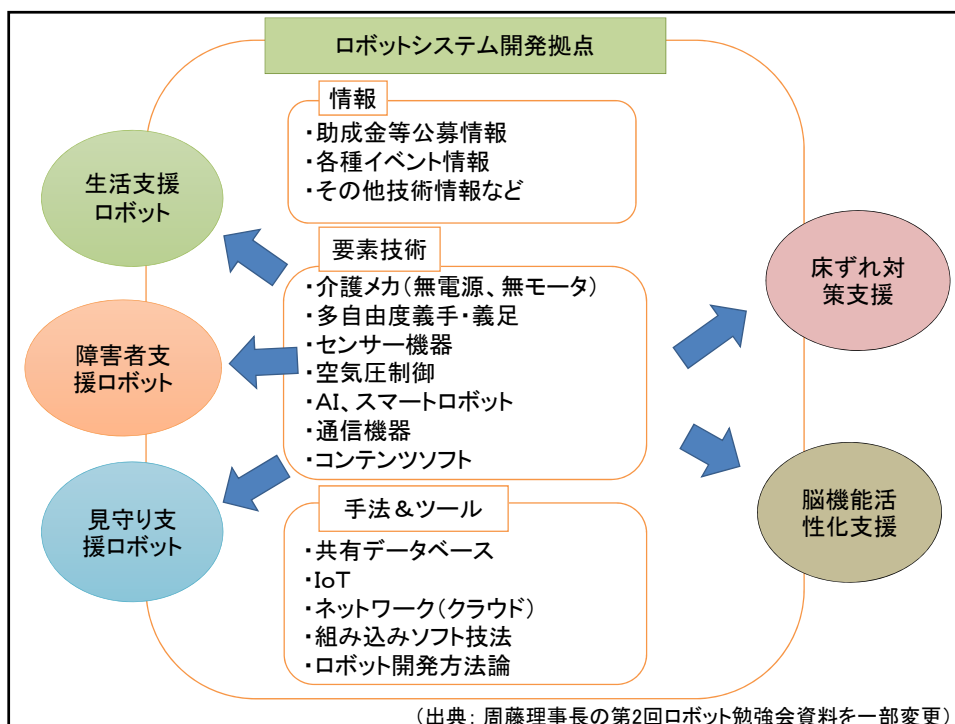 ロボットシステム開発拠点
情報
・助成金等公募情報
・各種イベント情報
・その他技術情報など
生活支援
ロボット
要素技術
・介護メカ（無電源、無モータ）
・多自由度義手・義足
・センサー機器
・空気圧制御
・AI、スマートロボット
・通信機器
・コンテンツソフト
障害者支
援ロボット
見守り支
援ロボット
床ずれ対
策支援
脳機能活
性化支援
手法＆ツール
・共有データベース
・IoT
・ネットワーク（クラウド）
・組み込みソフト技法
・ロボット開発方法論
（出典：周藤理事長の第2回ロボット勉強会資料を一部変更）